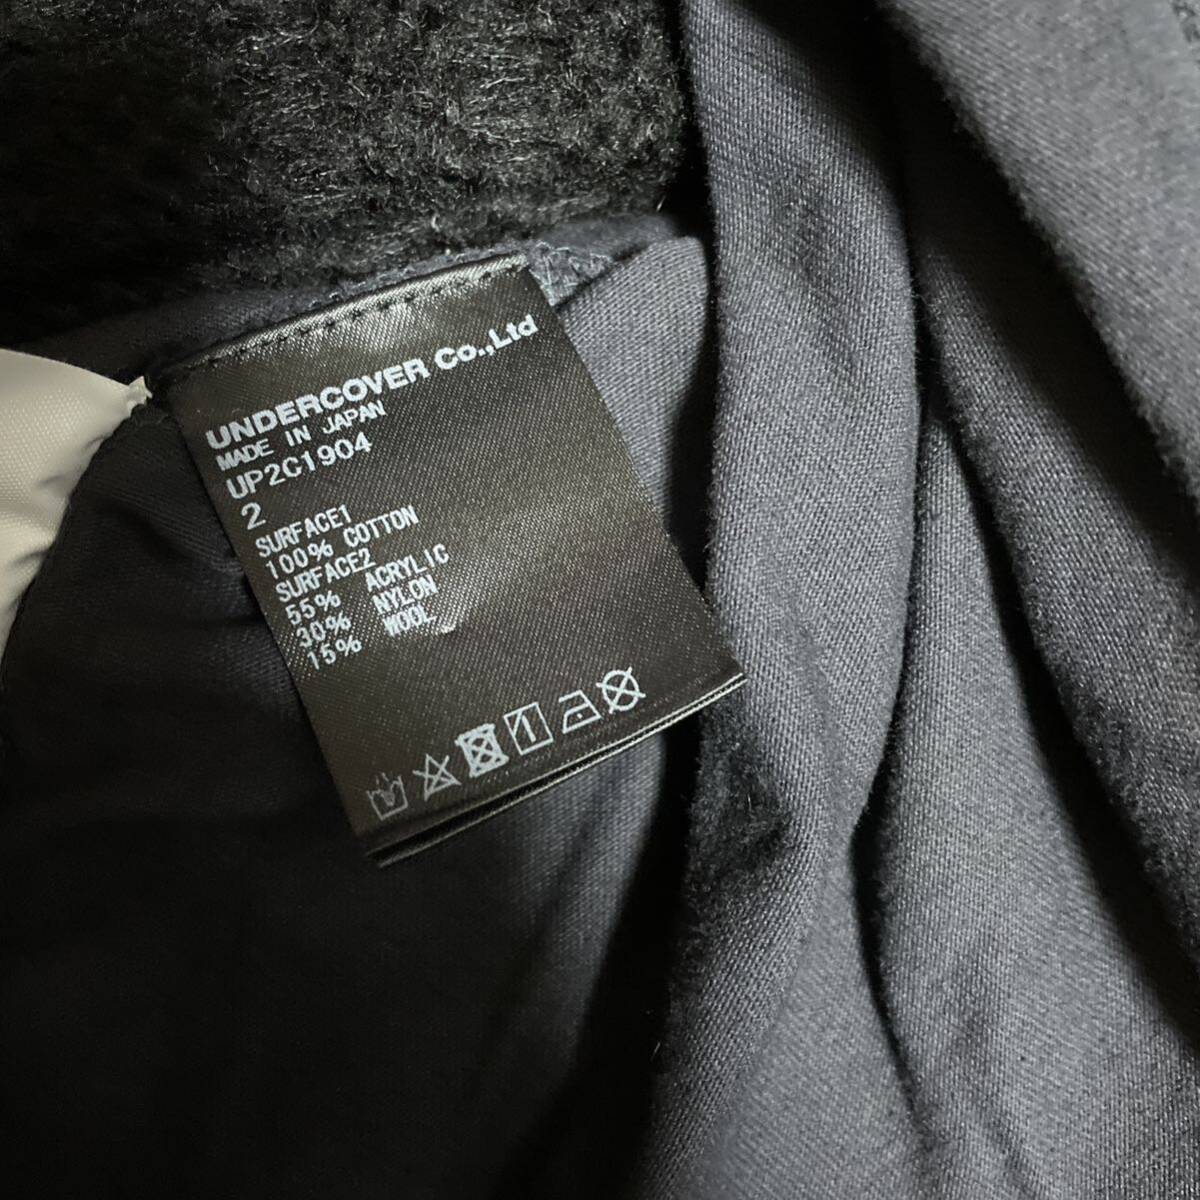 UNDERCOVER Co.,Ltd
MADE IN JAPAN
UP2C1904
2
SURFACE1
100% COTTON
SURFACE2
55% ACRYLIC
30% NYLON
15% WOOL